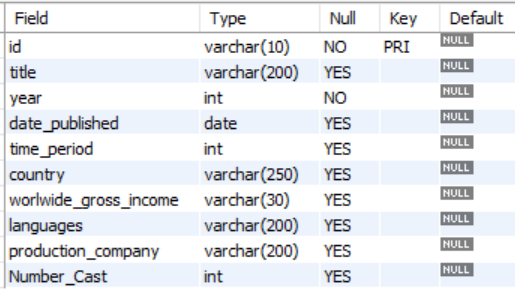 Field Type Null Key Default
id varchar(10) NO PRI NULL
title varchar(200) YES NULL
year int NO NULL
date_published date YES NULL
time_period int YES NULL
country varchar(250) YES NULL
worlwide_gross_income varchar(30) YES NULL
languages varchar(200) YES NULL
production_company varchar(200) YES NULL
Number_Cast int YES NULL